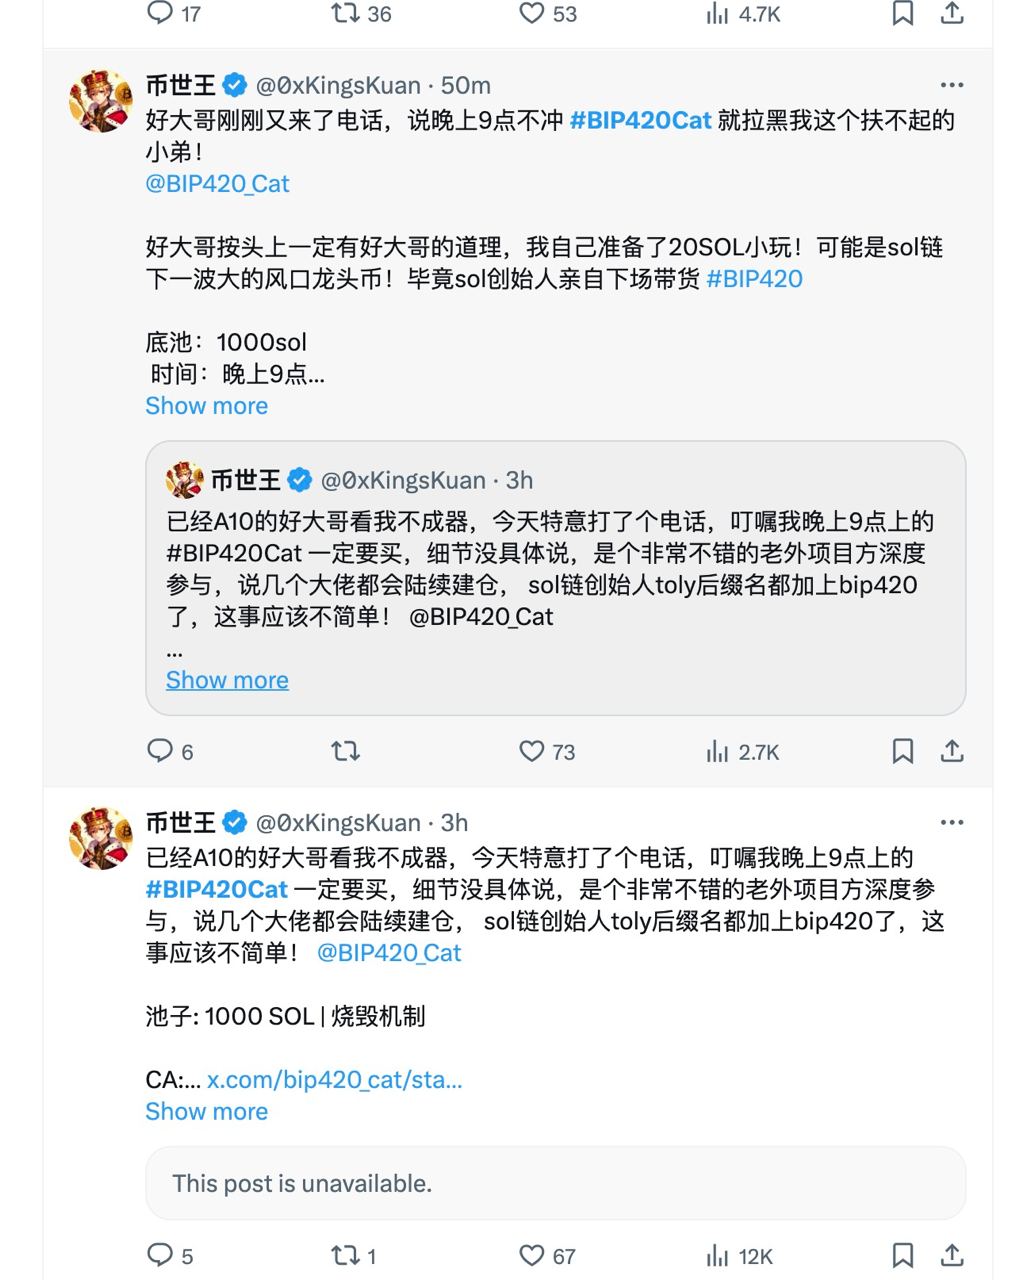 17 36 53 4.7K
币世王 @0xKingsKuan · 50m
好大哥刚刚又来了电话，说晚上9点不冲 #BIP420Cat 就拉黑我这个扶不起的
小弟！
@BIP420_Cat
好大哥按头上一定有好大哥的道理，我自己准备了20SOL小玩！可能是sol链
下一波大的风口龙头币！毕竟sol创始人亲自下场带货 #BIP420
底池：1000sol
时间：晚上9点...
Show more
币世王 @0xKingsKuan · 3h
已经A10的好大哥看我不成器，今天特意打了个电话，叮嘱我晚上9点上的
#BIP420Cat 一定要买，细节没具体说，是个非常不错的老外项目方深度
参与，说几个大佬都会陆续建仓， sol链创始人toly后缀名都加上bip420
了，这事应该不简单！ @BIP420_Cat
...
Show more
6 73 2.7K
币世王 @0xKingsKuan · 3h
已经A10的好大哥看我不成器，今天特意打了个电话，叮嘱我晚上9点上的
#BIP420Cat 一定要买，细节没具体说，是个非常不错的老外项目方深度参
与，说几个大佬都会陆续建仓， sol链创始人toly后缀名都加上bip420了，这
事应该不简单！ @BIP420_Cat
池子: 1000 SOL | 烧毁机制
CA:... x.com/bip420_cat/sta...
Show more
This post is unavailable.
5 1 67 12K